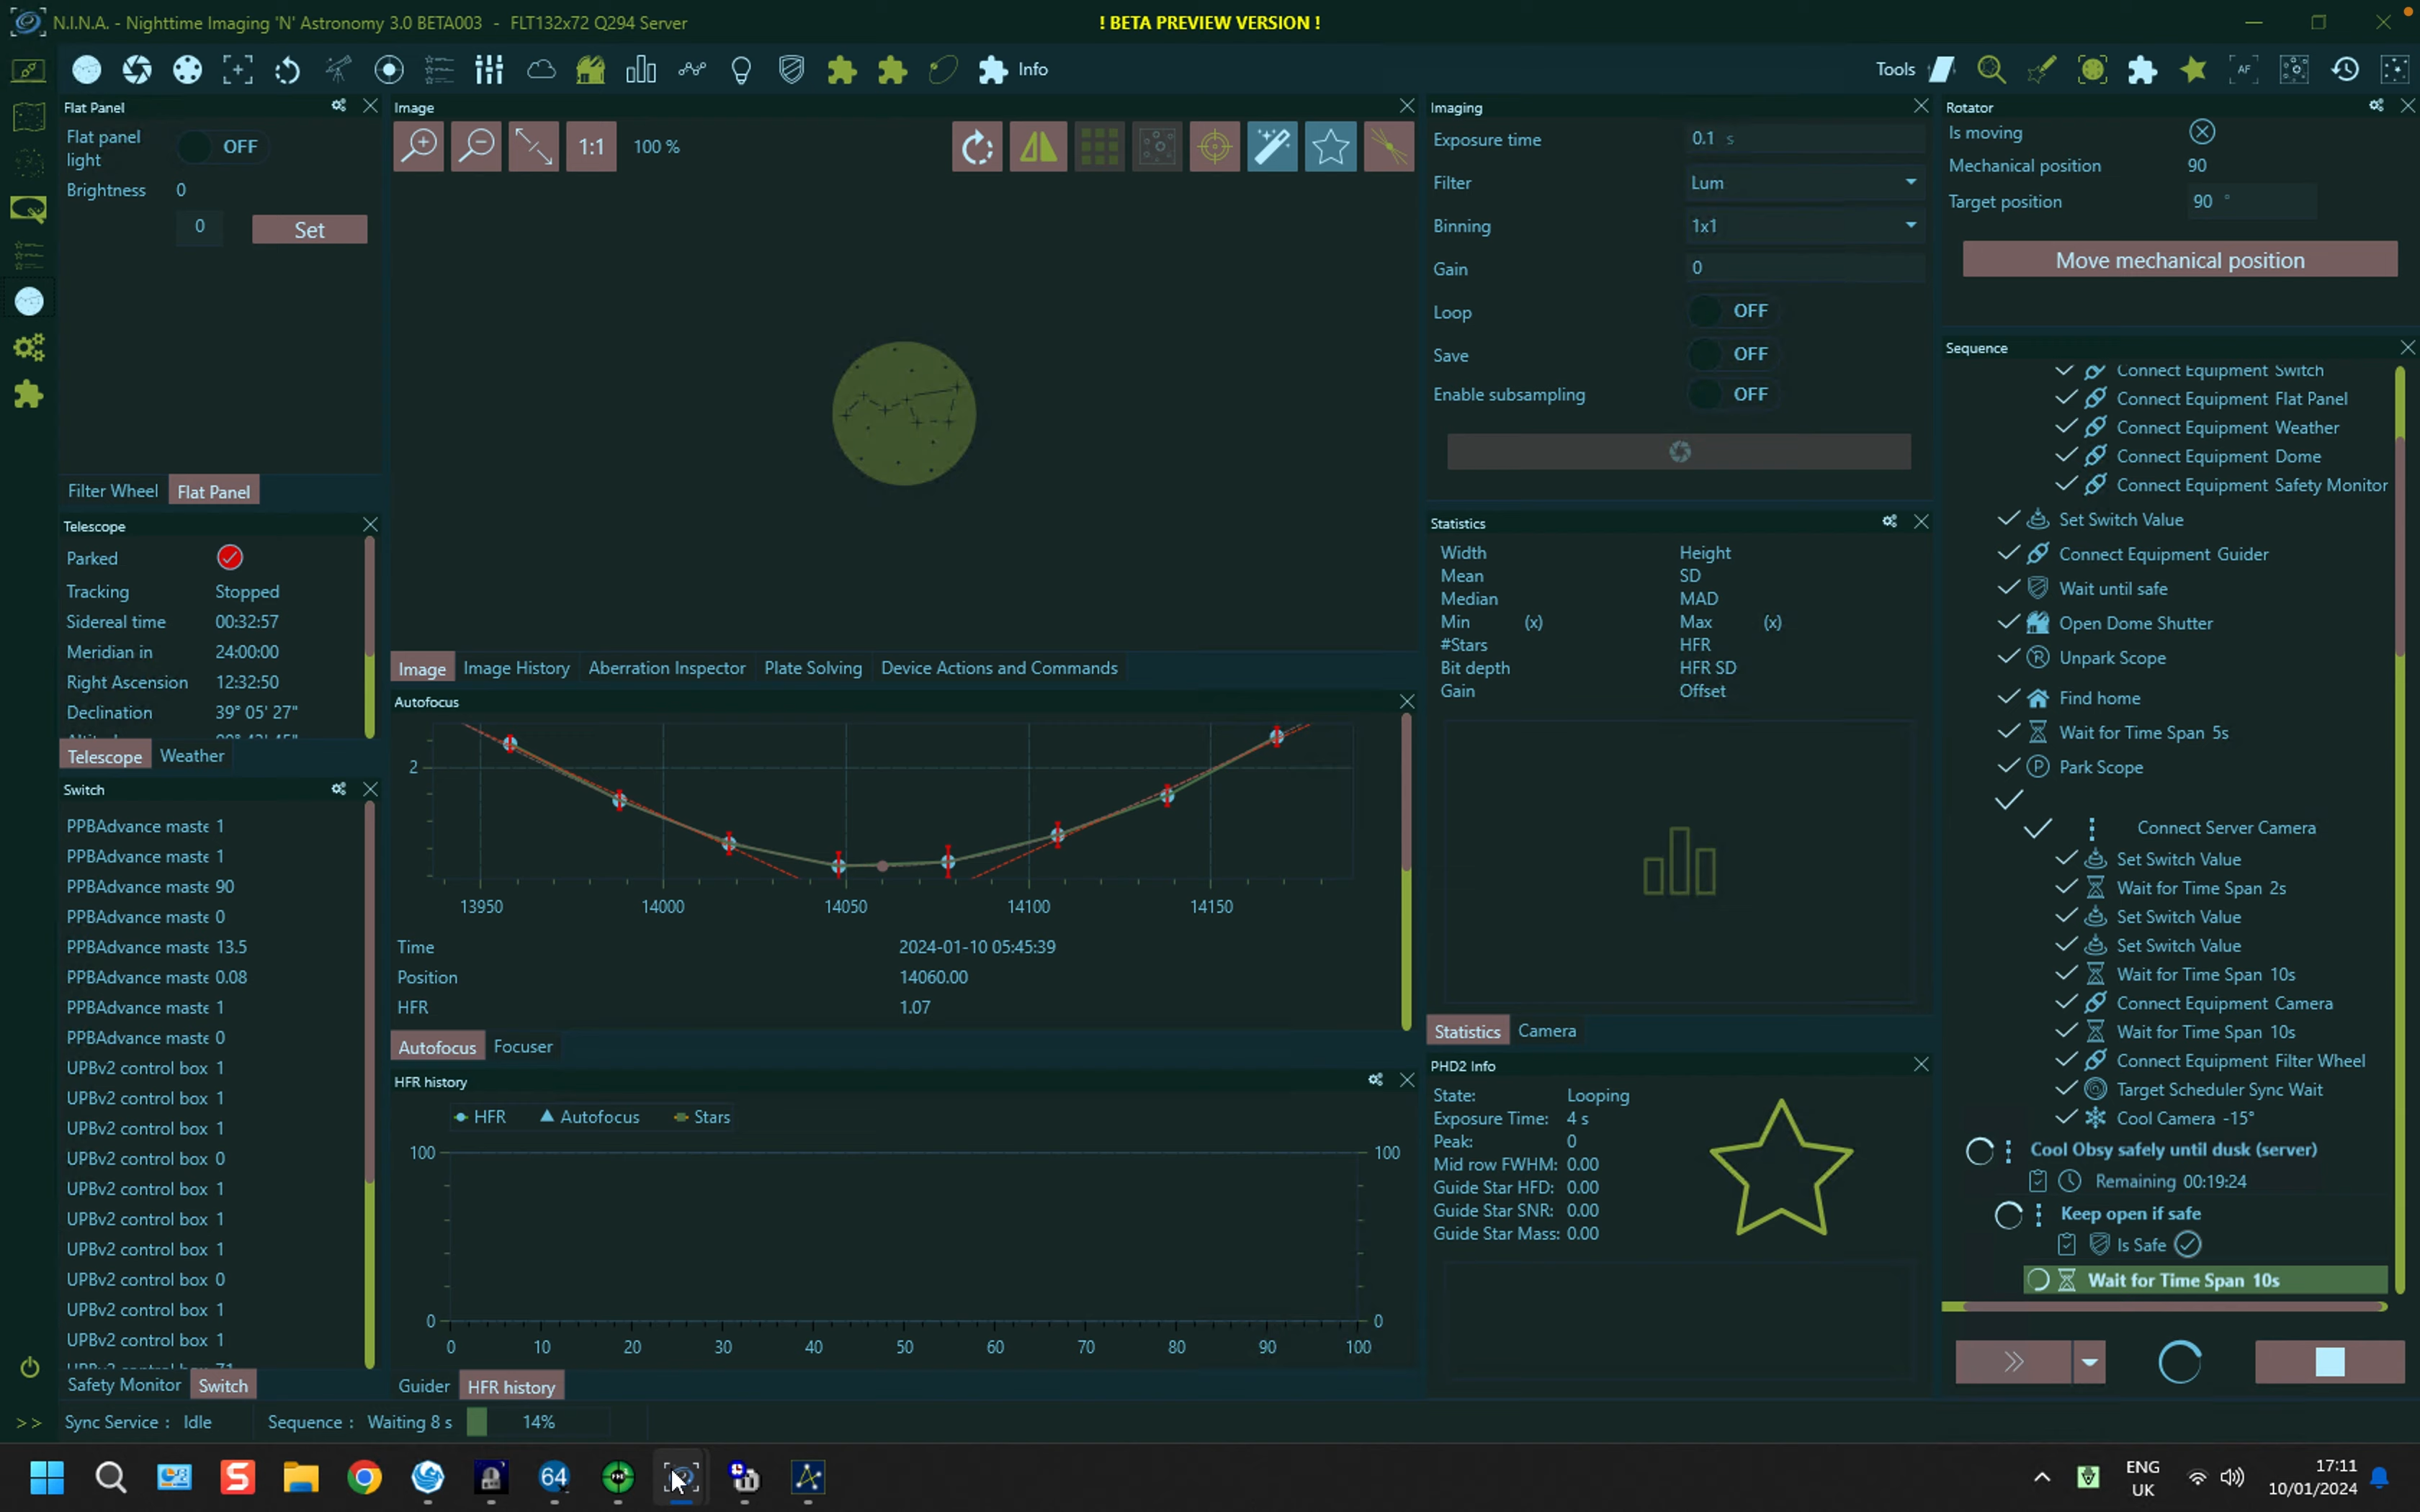 N.I.N.A. - Nighttime Imaging 'N' Astronomy 3.0 BETA003 - FLT132x72 Q294 Server
! BETA PREVIEW VERSION !
Info
Tools
AF
Flat Panel
Flat panel light
OFF
Brightness 0
0
Set
Filter Wheel
Flat Panel
Telescope
Parked
Tracking Stopped
Sidereal time 00:32:57
Meridian in 24:00:00
Right Ascension 12:32:50
Declination 39° 05' 27"
Telescope
Weather
Switch
PPBAdvance maste 1
PPBAdvance maste 1
PPBAdvance maste 90
PPBAdvance maste 0
PPBAdvance maste 13.5
PPBAdvance maste 0.08
PPBAdvance maste 1
PPBAdvance maste 0
UPBv2 control box 1
UPBv2 control box 1
UPBv2 control box 1
UPBv2 control box 0
UPBv2 control box 1
UPBv2 control box 1
UPBv2 control box 1
UPBv2 control box 0
UPBv2 control box 1
UPBv2 control box 1
UPBv2 control box 71
Safety Monitor
Switch
Image
1:1
100 %
Image
Image History
Aberration Inspector
Plate Solving
Device Actions and Commands
Autofocus
2
13950 14000 14050 14100 14150
Time 2024-01-10 05:45:39
Position 14060.00
HFR 1.07
Autofocus
Focuser
HFR history
HFR Autofocus Stars
100 100
0 0
0 10 20 30 40 50 60 70 80 90 100
Guider
HFR history
Imaging
Exposure time 0.1 s
Filter Lum
Binning 1x1
Gain 0
Loop OFF
Save OFF
Enable subsampling OFF
Statistics
Width Height
Mean SD
Median MAD
Min (x) Max (x)
#Stars HFR
Bit depth HFR SD
Gain Offset
Statistics
Camera
PHD2 Info
State: Looping
Exposure Time: 4 s
Peak: 0
Mid row FWHM: 0.00
Guide Star HFD: 0.00
Guide Star SNR: 0.00
Guide Star Mass: 0.00
Rotator
Is moving
Mechanical position 90
Target position 90 °
Move mechanical position
Sequence
Connect Equipment Switch
Connect Equipment Flat Panel
Connect Equipment Weather
Connect Equipment Dome
Connect Equipment Safety Monitor
Set Switch Value
Connect Equipment Guider
Wait until safe
Open Dome Shutter
Unpark Scope
Find home
Wait for Time Span 5s
Park Scope
Connect Server Camera
Set Switch Value
Wait for Time Span 2s
Set Switch Value
Set Switch Value
Wait for Time Span 10s
Connect Equipment Camera
Wait for Time Span 10s
Connect Equipment Filter Wheel
Target Scheduler Sync Wait
Cool Camera -15°
Cool Obsy safely until dusk (server)
Remaining 00:19:24
Keep open if safe
Is Safe
Wait for Time Span 10s
>> Sync Service : Idle Sequence : Waiting 8 s 14%
S
64
ENG
UK
17:11
10/01/2024